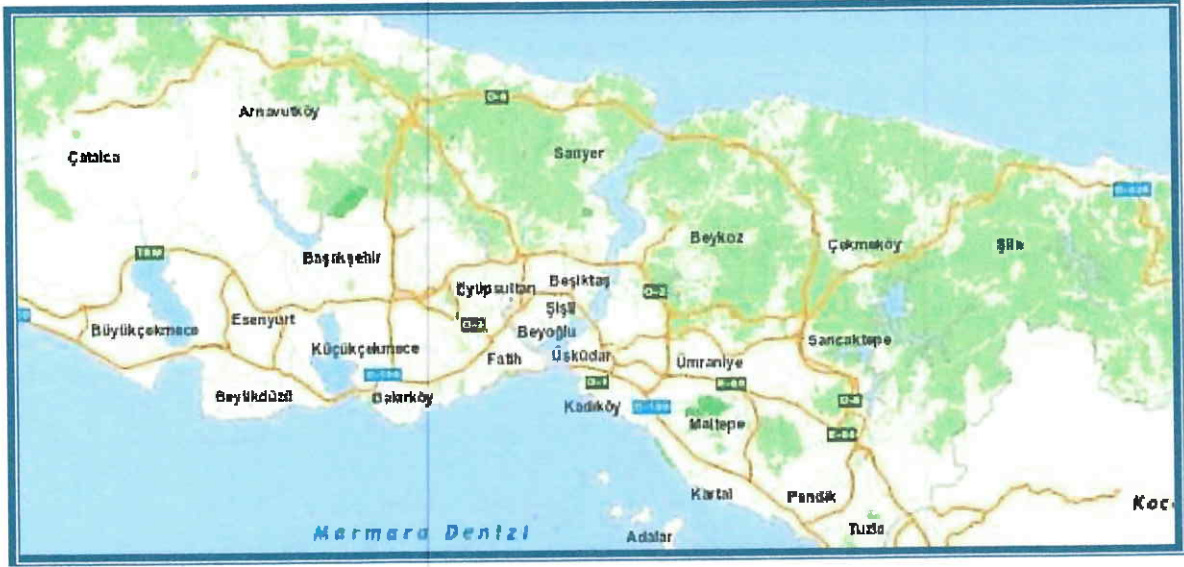 Arnavutköy
Çatalca
Sarıyer
Beykoz
Çekmeköy
Şile
Başakşehir
Eyüpsultan
Beşiktaş
O-2
Şişli
Büyükçekmece
Esenyurt
Beyoğlu
Küçükçekmece
Fatih
Üsküdar
Ümraniye
Sancaktepe
Beylikdüzü
Bakırköy
Kadıköy
Maltepe
Kartal
Pendik
Tuzla
Koc
Marmara Denizi
Adalar